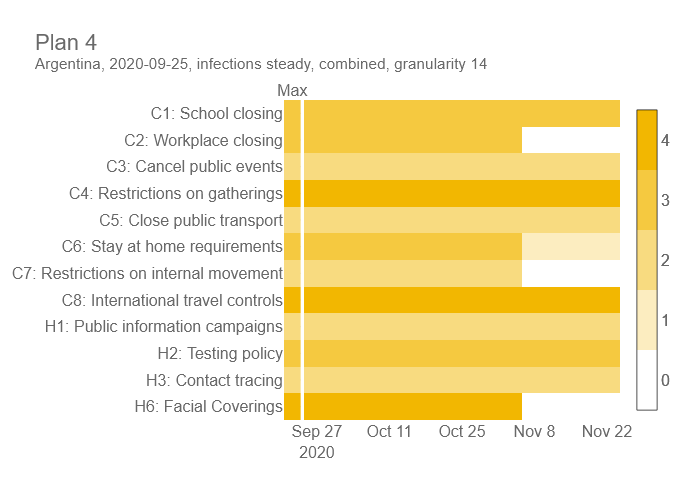 Plan 4
Argentina, 2020-09-25, infections steady, combined, granularity 14
Max
C1: School closing
C2: Workplace closing
C3: Cancel public events
C4: Restrictions on gatherings
C5: Close public transport
C6: Stay at home requirements
C7: Restrictions on internal movement
C8: International travel controls
H1: Public information campaigns
H2: Testing policy
H3: Contact tracing
H6: Facial Coverings
4
3
2
1
0
Sep 27 Oct 11 Oct 25 Nov 8 Nov 22
2020